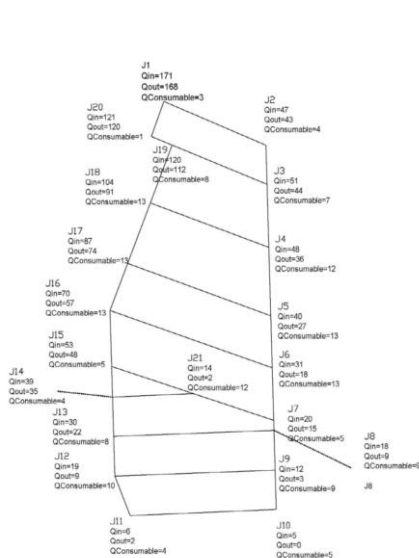 J1
Qin=171
Qout=168
QConsumable=3
J2
Qin=47
Qout=43
QConsumable=4
J20
Qin=121
Qout=120
QConsumable=1
J19
Qin=120
Qout=112
QConsumable=8
J3
Qin=51
Qout=44
QConsumable=7
J18
Qin=104
Qout=91
QConsumable=13
J4
Qin=48
Qout=36
QConsumable=12
J17
Qin=87
Qout=74
QConsumable=13
J16
Qin=70
Qout=57
QConsumable=13
J5
Qin=40
Qout=27
QConsumable=13
J15
Qin=53
Qout=48
QConsumable=5
J21
Qin=14
Qout=2
QConsumable=12
J6
Qin=31
Qout=18
QConsumable=13
J14
Qin=39
Qout=35
QConsumable=4
J13
Qin=30
Qout=22
QConsumable=8
J7
Qin=20
Qout=15
QConsumable=5
J8
Qin=18
Qout=9
QConsumable=9
J8
J12
Qin=19
Qout=9
QConsumable=10
J9
Qin=12
Qout=3
QConsumable=9
J11
Qin=6
Qout=2
QConsumable=4
J10
Qin=5
Qout=0
QConsumable=5